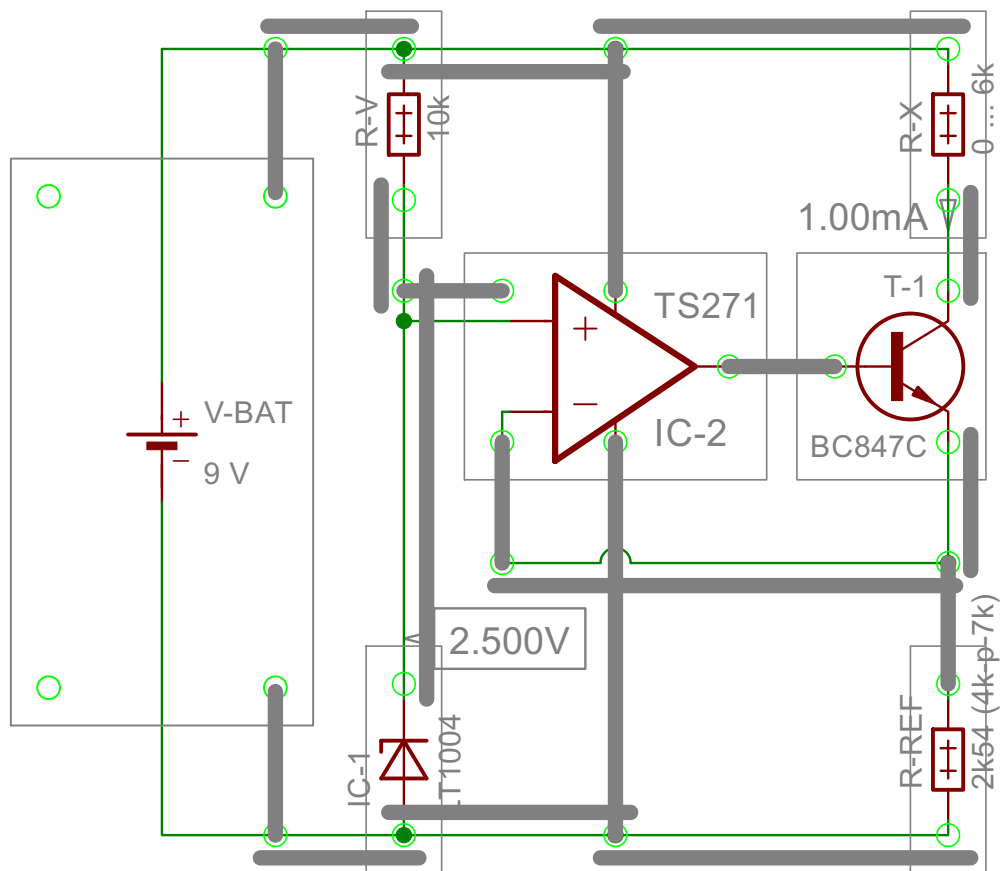 R-V
10k
R-X
0 ... 6k
1.00mA
T-1
TS271
+
−
IC-2
BC847C
V-BAT
+
−
9 V
2.500V
IC-1
LT1004
R-REF
2k54 (4k-p-7k)